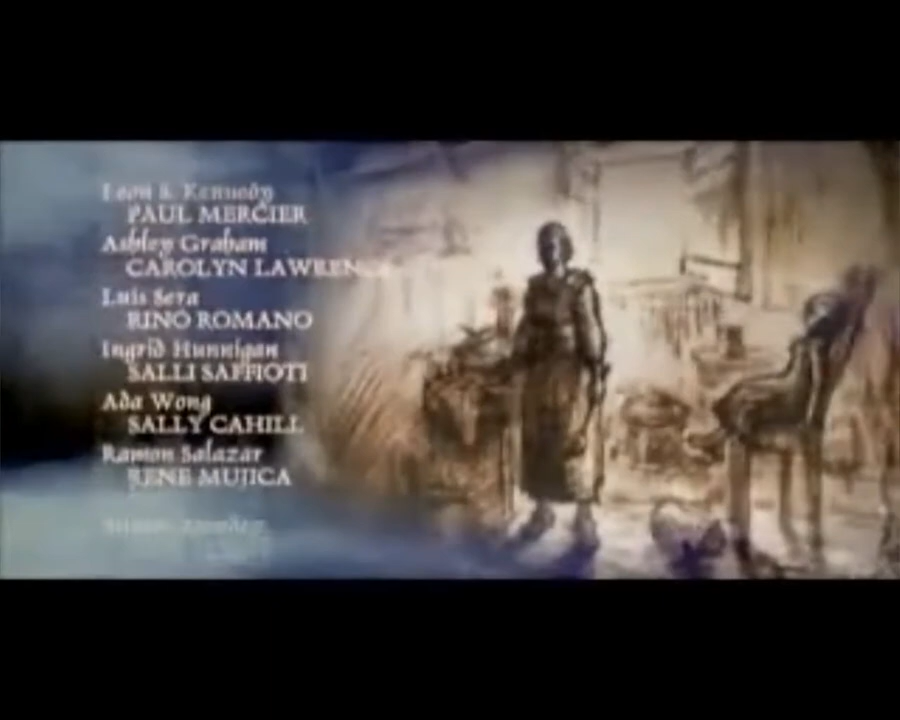 Leon S. Kennedy
PAUL MERCIER
Ashley Graham
CAROLYN LAWRENCE
Luis Sera
RINO ROMANO
Ingrid Hunnigan
SALLI SAFFIOTI
Ada Wong
SALLY CAHILL
Ramon Salazar
RENE MUJICA